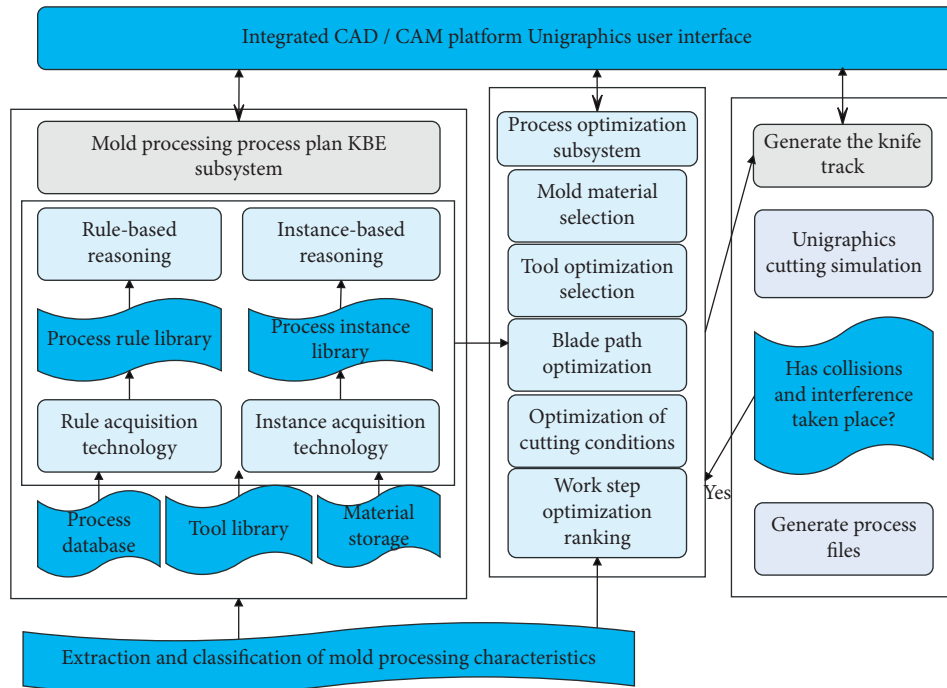 Integrated CAD / CAM platform Unigraphics user interface
Mold processing process plan KBE
subsystem
Rule-based
reasoning
Instance-based
reasoning
Process rule library
Process instance
library
Rule acquisition
technology
Instance acquisition
technology
Process
database
Tool library
Material
storage
Process optimization
subsystem
Mold material
selection
Tool optimization
selection
Blade path
optimization
Optimization of
cutting conditions
Work step
optimization
ranking
Generate the knife
track
Unigraphics
cutting simulation
Has collisions
and interference
taken place?
Yes
Generate process
files
Extraction and classification of mold processing characteristics